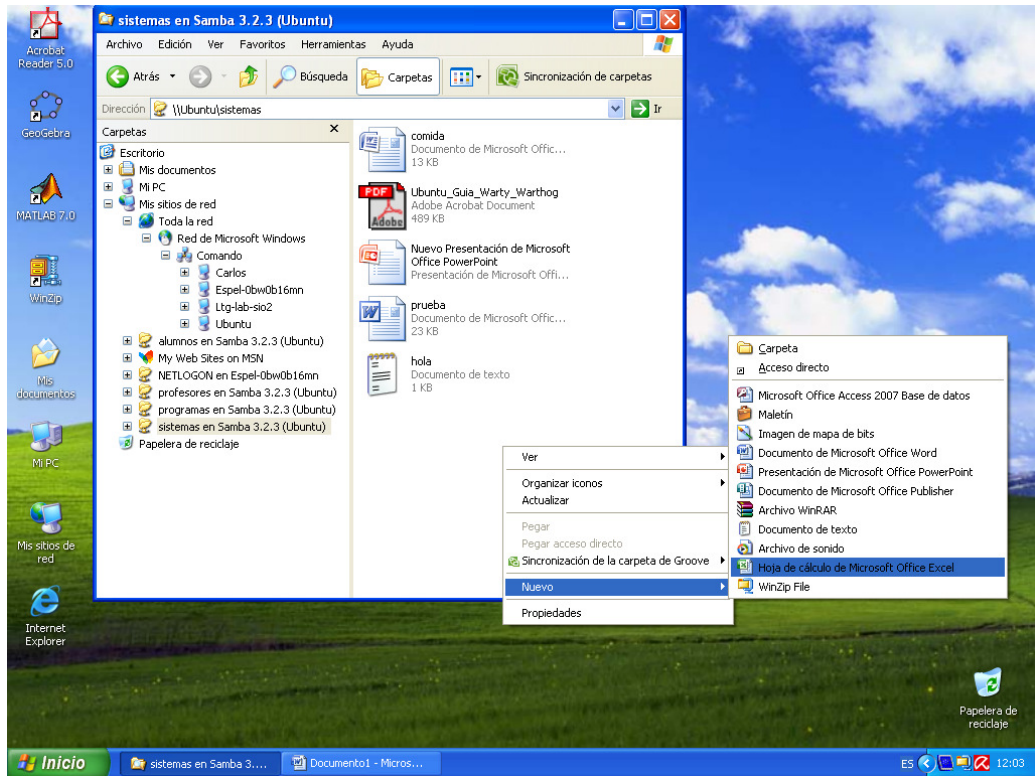 Acrobat
Reader 5.0
GeoGebra
MATLAB 7.0
WinZip
Mis
documentos
Mi PC
Mis sitios de
red
Internet
Explorer
sistemas en Samba 3.2.3 (Ubuntu)
Archivo Edición Ver Favoritos Herramientas Ayuda
Atrás Búsqueda Carpetas Sincronización de carpetas
Dirección \\Ubuntu\sistemas Ir
Carpetas x
Escritorio
Mis documentos
Mi PC
Mis sitios de red
Toda la red
Red de Microsoft Windows
Comando
Carlos
Espel-0bw0b16mn
Ltg-lab-sio2
Ubuntu
alumnos en Samba 3.2.3 (Ubuntu)
My Web Sites on MSN
NETLOGON en Espel-0bw0b16mn
profesores en Samba 3.2.3 (Ubuntu)
programas en Samba 3.2.3 (Ubuntu)
sistemas en Samba 3.2.3 (Ubuntu)
Papelera de reciclaje
comida
Documento de Microsoft Offic...
13 KB
PDF
Adobe
Ubuntu_Guia_Warty_Warthog
Adobe Acrobat Document
489 KB
Nuevo Presentación de Microsoft
Office PowerPoint
Presentación de Microsoft Offi...
prueba
Documento de Microsoft Offic...
23 KB
hola
Documento de texto
1 KB
Ver
Organizar iconos
Actualizar
Pegar
Pegar acceso directo
Sincronización de la carpeta de Groove
Nuevo
Propiedades
Carpeta
Acceso directo
Microsoft Office Access 2007 Base de datos
Maletín
Imagen de mapa de bits
Documento de Microsoft Office Word
Presentación de Microsoft Office PowerPoint
Documento de Microsoft Office Publisher
Archivo WinRAR
Documento de texto
Archivo de sonido
Hoja de cálculo de Microsoft Office Excel
WinZip File
Papelera de
reciclaje
Inicio sistemas en Samba 3.... Documento1 - Micros... ES 12:03